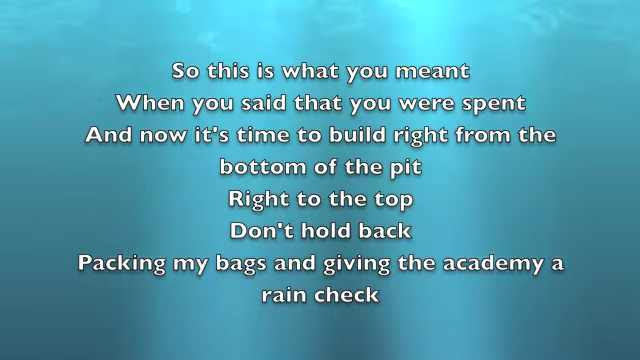 So this is what you meant
When you said that you were spent
And now it's time to build right from the
bottom of the pit
Right to the top
Don't hold back
Packing my bags and giving the academy a
rain check